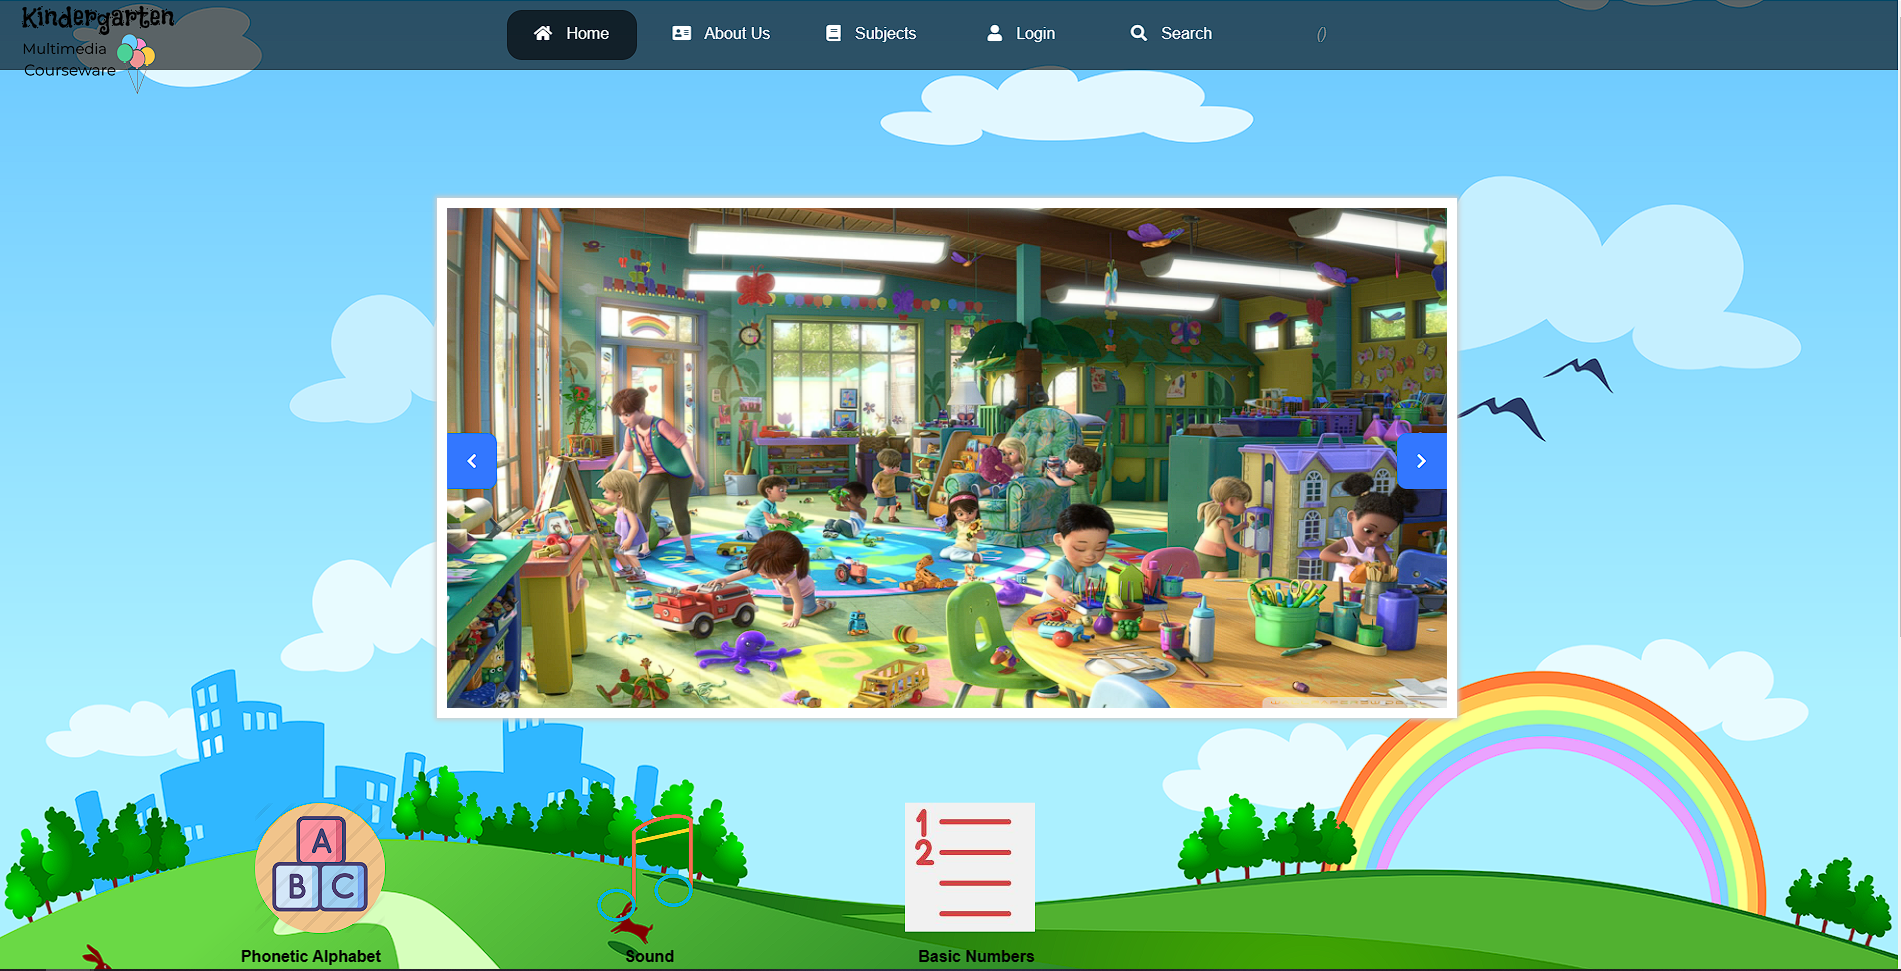 Kindergarten
Multimedia
Courseware
Home
About Us
Subjects
Login
Search
()
A
B C
1
2
Phonetic Alphabet
Sound
Basic Numbers